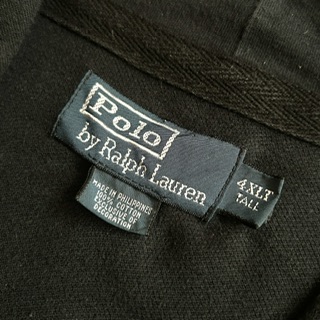 Polo
by Ralph Lauren
4XLT
TALL
MADE IN PHILIPPINES
100% COTTON
EXCLUSIVE OF
DECORATION